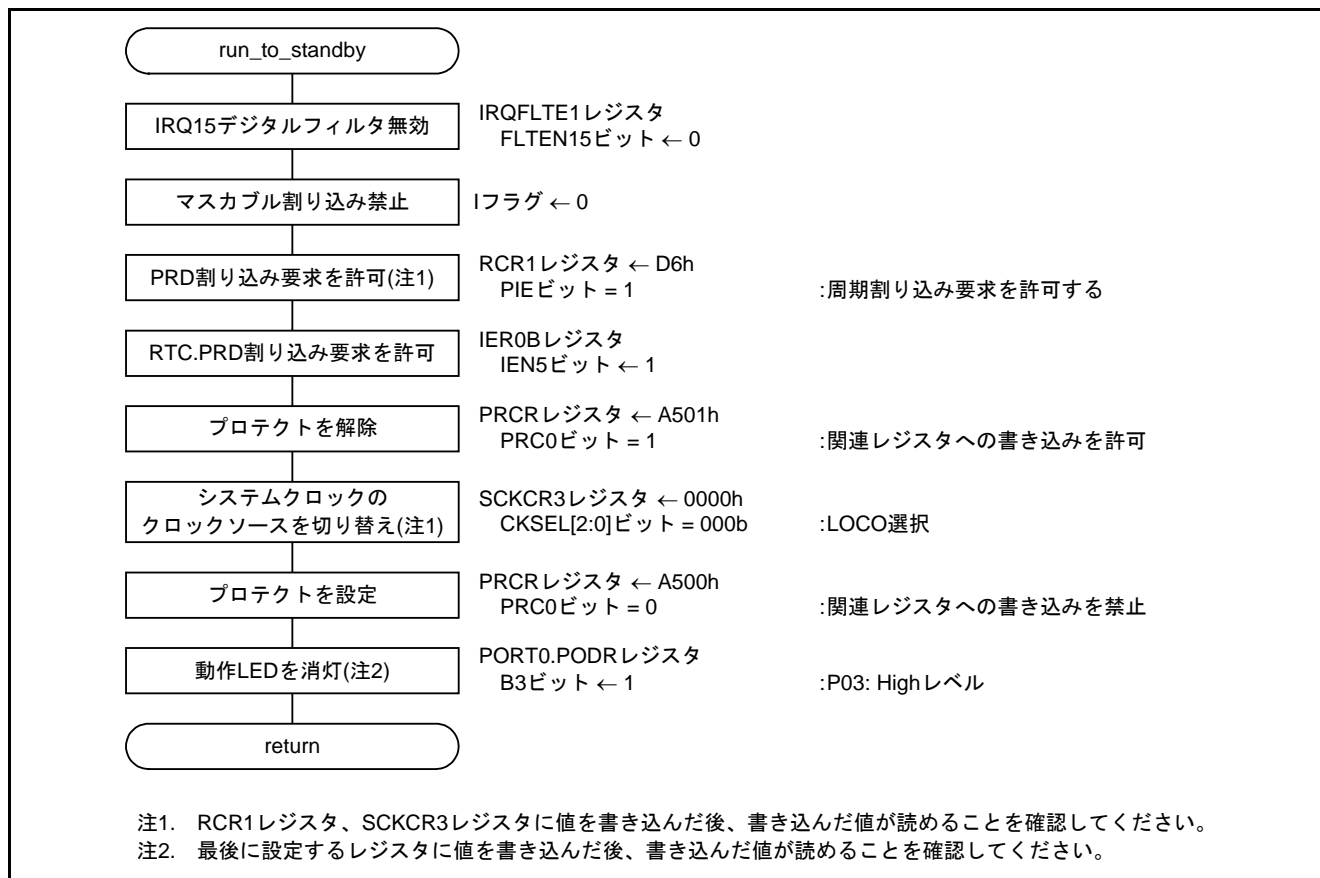 run_to_standby
IRQ15デジタルフィルタ無効
IRQFLTE1レジスタ
FLTEN15ビット ← 0
マスカブル割り込み禁止
Iフラグ ← 0
PRD割り込み要求を許可(注1)
RCR1レジスタ ← D6h
PIEビット = 1 :周期割り込み要求を許可する
RTC.PRD割り込み要求を許可
IER0Bレジスタ
IEN5ビット ← 1
プロテクトを解除
PRCRレジスタ ← A501h
PRC0ビット = 1 :関連レジスタへの書き込みを許可
システムクロックの
クロックソースを切り替え(注1)
SCKCR3レジスタ ← 0000h
CKSEL[2:0]ビット = 000b :LOCO選択
プロテクトを設定
PRCRレジスタ ← A500h
PRC0ビット = 0 :関連レジスタへの書き込みを禁止
動作LEDを消灯(注2)
PORT0.PODRレジスタ
B3ビット ← 1 :P03: Highレベル
return
注1. RCR1レジスタ、SCKCR3レジスタに値を書き込んだ後、書き込んだ値が読めることを確認してください。
注2. 最後に設定するレジスタに値を書き込んだ後、書き込んだ値が読めることを確認してください。